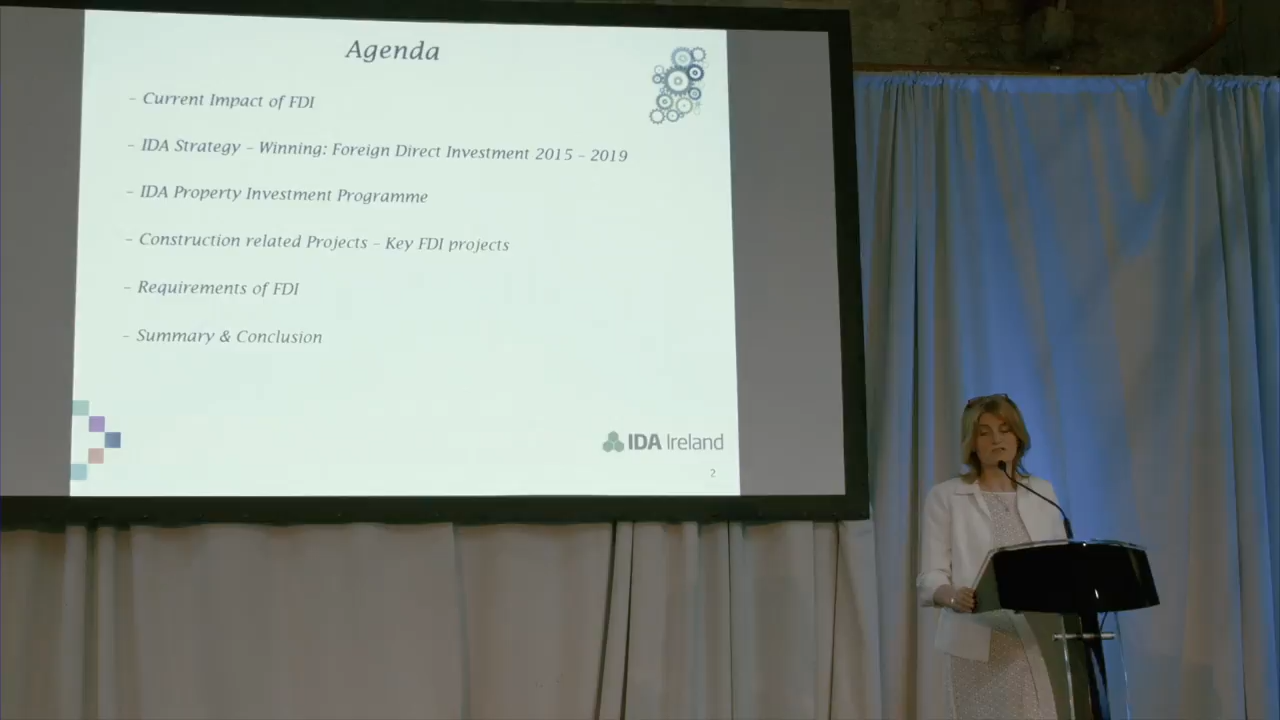 Agenda
- Current Impact of FDI
- IDA Strategy - Winning: Foreign Direct Investment 2015 - 2019
- IDA Property Investment Programme
- Construction related Projects - Key FDI projects
- Requirements of FDI
- Summary & Conclusion
IDA Ireland
2